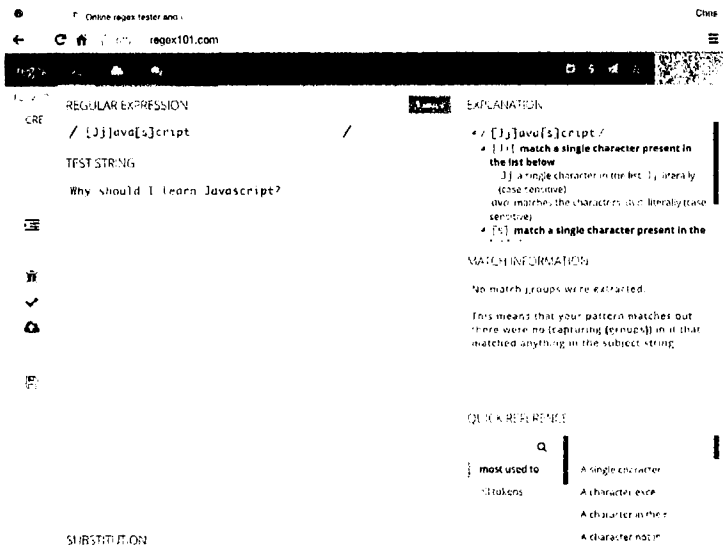 Online regex tester and
Chris
regex101.com
REGULAR EXPRESSION
/ [Jj]ava[s]cript /
TEST STRING
Why should I learn Javascript?
SUBSTITUTION
EXPLANATION
/ [Jj]ava[s]cript /
match a single character present in
the list below
a single character in the list
(case sensitive)
matches the characters literally (case
sensitive)
[s] match a single character present in the
MATCH INFORMATION
No match groups were extracted.
This means that your pattern matches but
there were no (capturing (groups)) in it that
matched anything in the subject string
QUICK REFERENCE
most used to
tokens
A single character
A character exce
A character in the r
A character not in